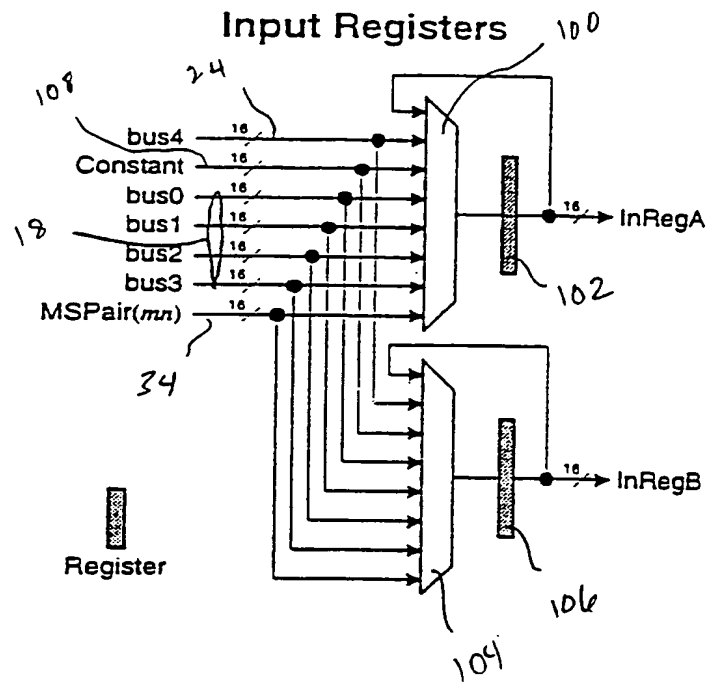 Input Registers
100
24
108
bus4 16
Constant 16
bus0 16
bus1 16
bus2 16
bus3 16
MSPair(mn) 16
18
34
16 InRegA
102
16 InRegB
106
104
Register